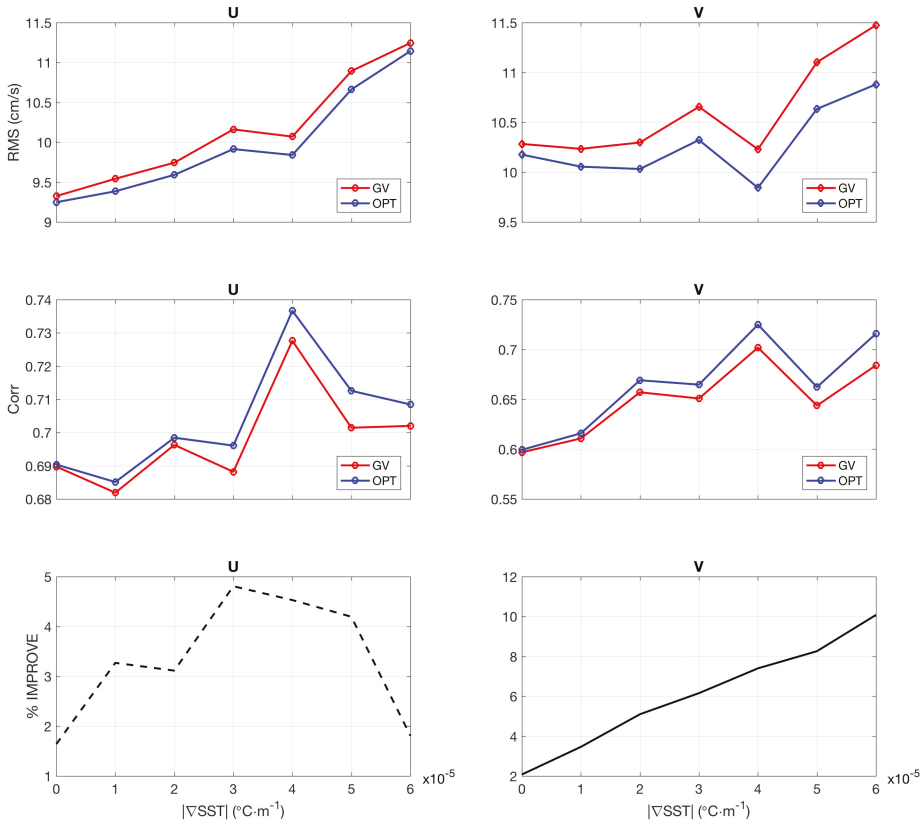 U
V
RMS (cm/s)
11.5
11
10.5
10
9.5
9
GV
OPT
11.5
11
10.5
10
9.5
GV
OPT
U
V
Corr
0.74
0.73
0.72
0.71
0.7
0.69
0.68
GV
OPT
0.75
0.7
0.65
0.6
0.55
GV
OPT
U
V
% IMPROVE
5
4
3
2
1
0 1 2 3 4 5 6
x10⁻⁵
|∇SST| (°C·m⁻¹)
12
10
8
6
4
2
0 1 2 3 4 5 6
x10⁻⁵
|∇SST| (°C·m⁻¹)